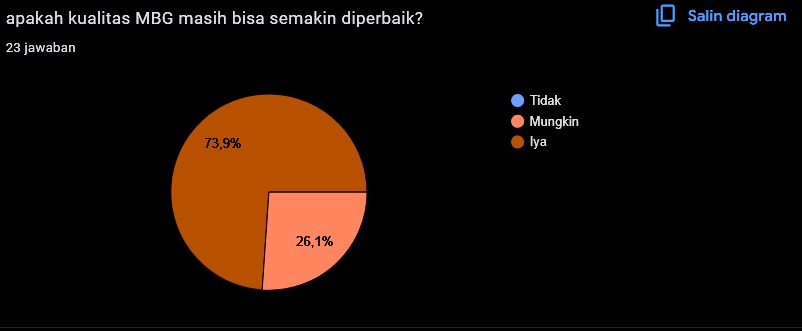 apakah kualitas MBG masih bisa semakin diperbaik?
Salin diagram
23 jawaban
Tidak
Mungkin
Iya
73,9%
26,1%